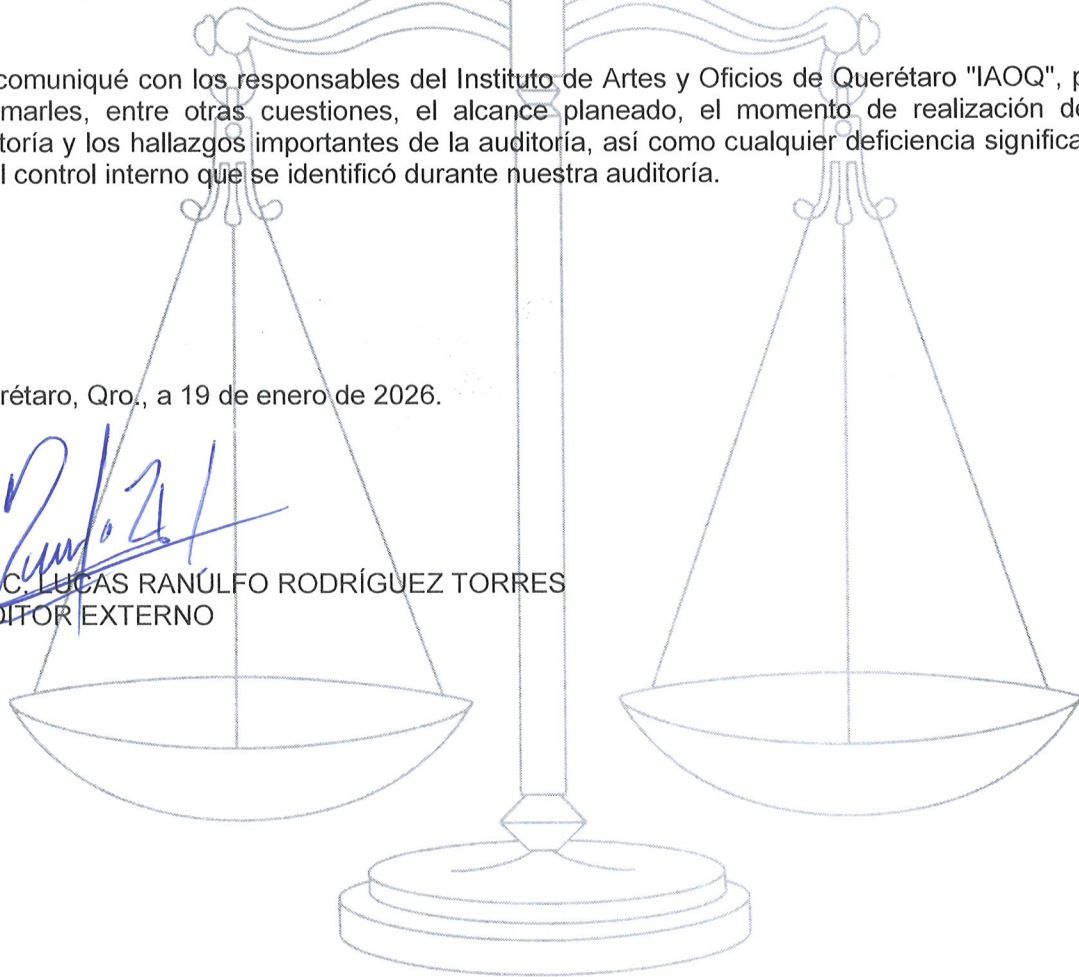 comuniqué con los responsables del Instituto de Artes y Oficios de Querétaro "IAOQ", p
marles, entre otras cuestiones, el alcance planeado, el momento de realización de
toría y los hallazgos importantes de la auditoría, así como cualquier deficiencia significa
l control interno que se identificó durante nuestra auditoría.
rétaro, Qro., a 19 de enero de 2026.
C. LUCAS RANULFO RODRÍGUEZ TORRES
DITOR EXTERNO